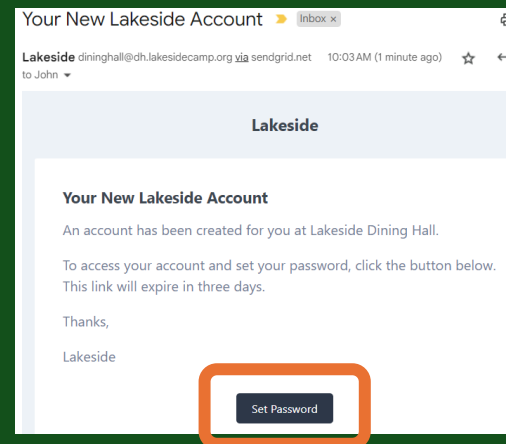 Your New Lakeside Account Inbox ×
Lakeside dininghall@dh.lakesidecamp.org via sendgrid.net 10:03 AM (1 minute ago)
to John
Lakeside
Your New Lakeside Account
An account has been created for you at Lakeside Dining Hall.
To access your account and set your password, click the button below.
This link will expire in three days.
Thanks,
Lakeside
Set Password